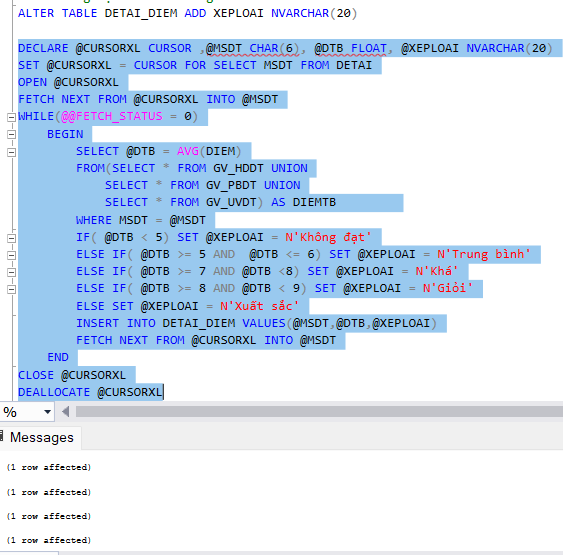 ALTER TABLE DETAI_DIEM ADD XEPLOAI NVARCHAR(20)
DECLARE @CURSORXL CURSOR ,@MSDT CHAR(6), @DTB FLOAT, @XEPLOAI NVARCHAR(20)
SET @CURSORXL = CURSOR FOR SELECT MSDT FROM DETAI
OPEN @CURSORXL
FETCH NEXT FROM @CURSORXL INTO @MSDT
WHILE(@@FETCH_STATUS = 0)
BEGIN
SELECT @DTB = AVG(DIEM)
FROM(SELECT * FROM GV_HDDT UNION
SELECT * FROM GV_PBDT UNION
SELECT * FROM GV_UVDT) AS DIEMTB
WHERE MSDT = @MSDT
IF( @DTB < 5) SET @XEPLOAI = N'Không đạt'
ELSE IF( @DTB >= 5 AND  @DTB <= 6) SET @XEPLOAI = N'Trung bình'
ELSE IF( @DTB >= 7 AND @DTB <8) SET @XEPLOAI = N'Khá'
ELSE IF( @DTB >= 8 AND @DTB < 9) SET @XEPLOAI = N'Giỏi'
ELSE SET @XEPLOAI = N'Xuất sắc'
INSERT INTO DETAI_DIEM VALUES(@MSDT,@DTB,@XEPLOAI)
FETCH NEXT FROM @CURSORXL INTO @MSDT
END
CLOSE @CURSORXL
DEALLOCATE @CURSORXL
%
Messages
(1 row affected)
(1 row affected)
(1 row affected)
(1 row affected)